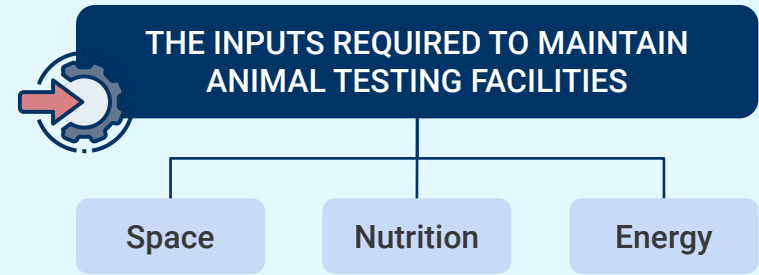 THE INPUTS REQUIRED TO MAINTAIN
ANIMAL TESTING FACILITIES
Space
Nutrition
Energy